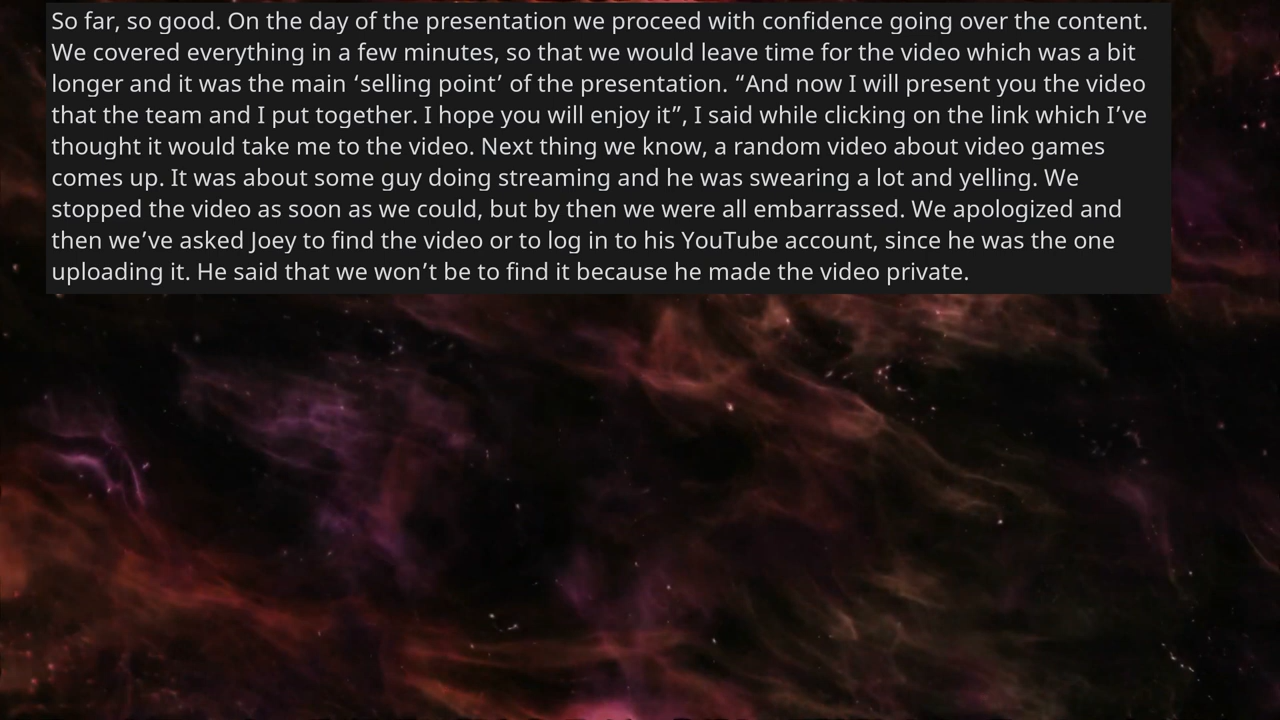 So far, so good. On the day of the presentation we proceed with confidence going over the content.
We covered everything in a few minutes, so that we would leave time for the video which was a bit
longer and it was the main ‘selling point’ of the presentation. “And now I will present you the video
that the team and I put together. I hope you will enjoy it”, I said while clicking on the link which I’ve
thought it would take me to the video. Next thing we know, a random video about video games
comes up. It was about some guy doing streaming and he was swearing a lot and yelling. We
stopped the video as soon as we could, but by then we were all embarrassed. We apologized and
then we’ve asked Joey to find the video or to log in to his YouTube account, since he was the one
uploading it. He said that we won’t be to find it because he made the video private.